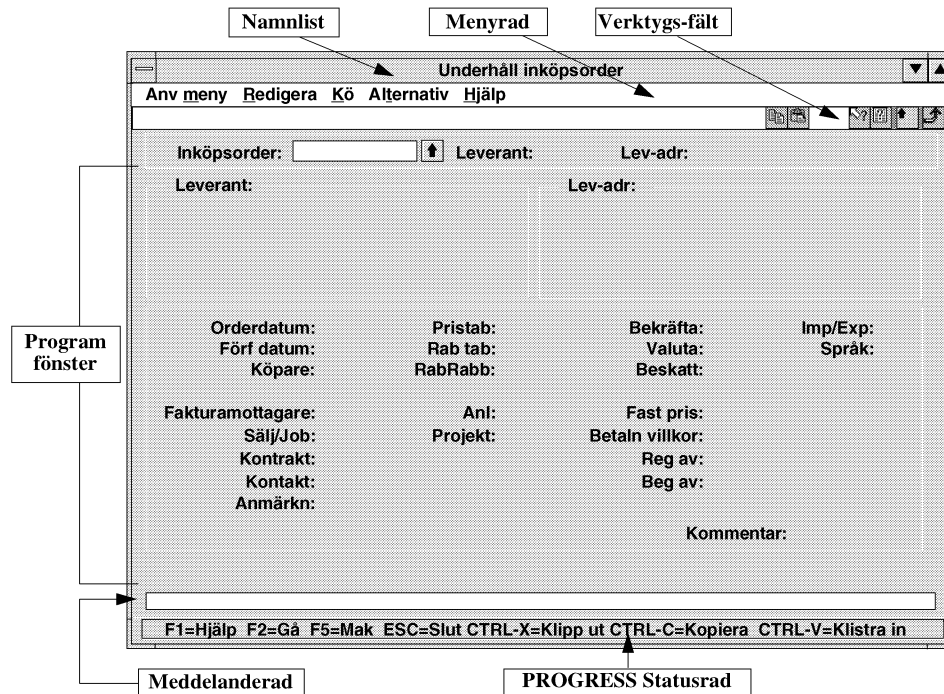 Namnlist Menyrad Verktygs-fält
Underhåll inköpsorder
Anv meny Redigera Kö Alternativ Hjälp
Inköpsorder: Leverant: Lev-adr:
Leverant: Lev-adr:
Orderdatum: Pristab: Bekräfta: Imp/Exp:
Förf datum: Rab tab: Valuta: Språk:
Köpare: RabRabb: Beskatt:
Program
fönster
Fakturamottagare: Anl: Fast pris:
Sälj/Job: Projekt: Betaln villkor:
Kontrakt: Reg av:
Kontakt: Beg av:
Anmärkn:
Kommentar:
F1=Hjälp F2=Gå F5=Mak ESC=Slut CTRL-X=Klipp ut CTRL-C=Kopiera CTRL-V=Klistra in
Meddelanderad PROGRESS Statusrad